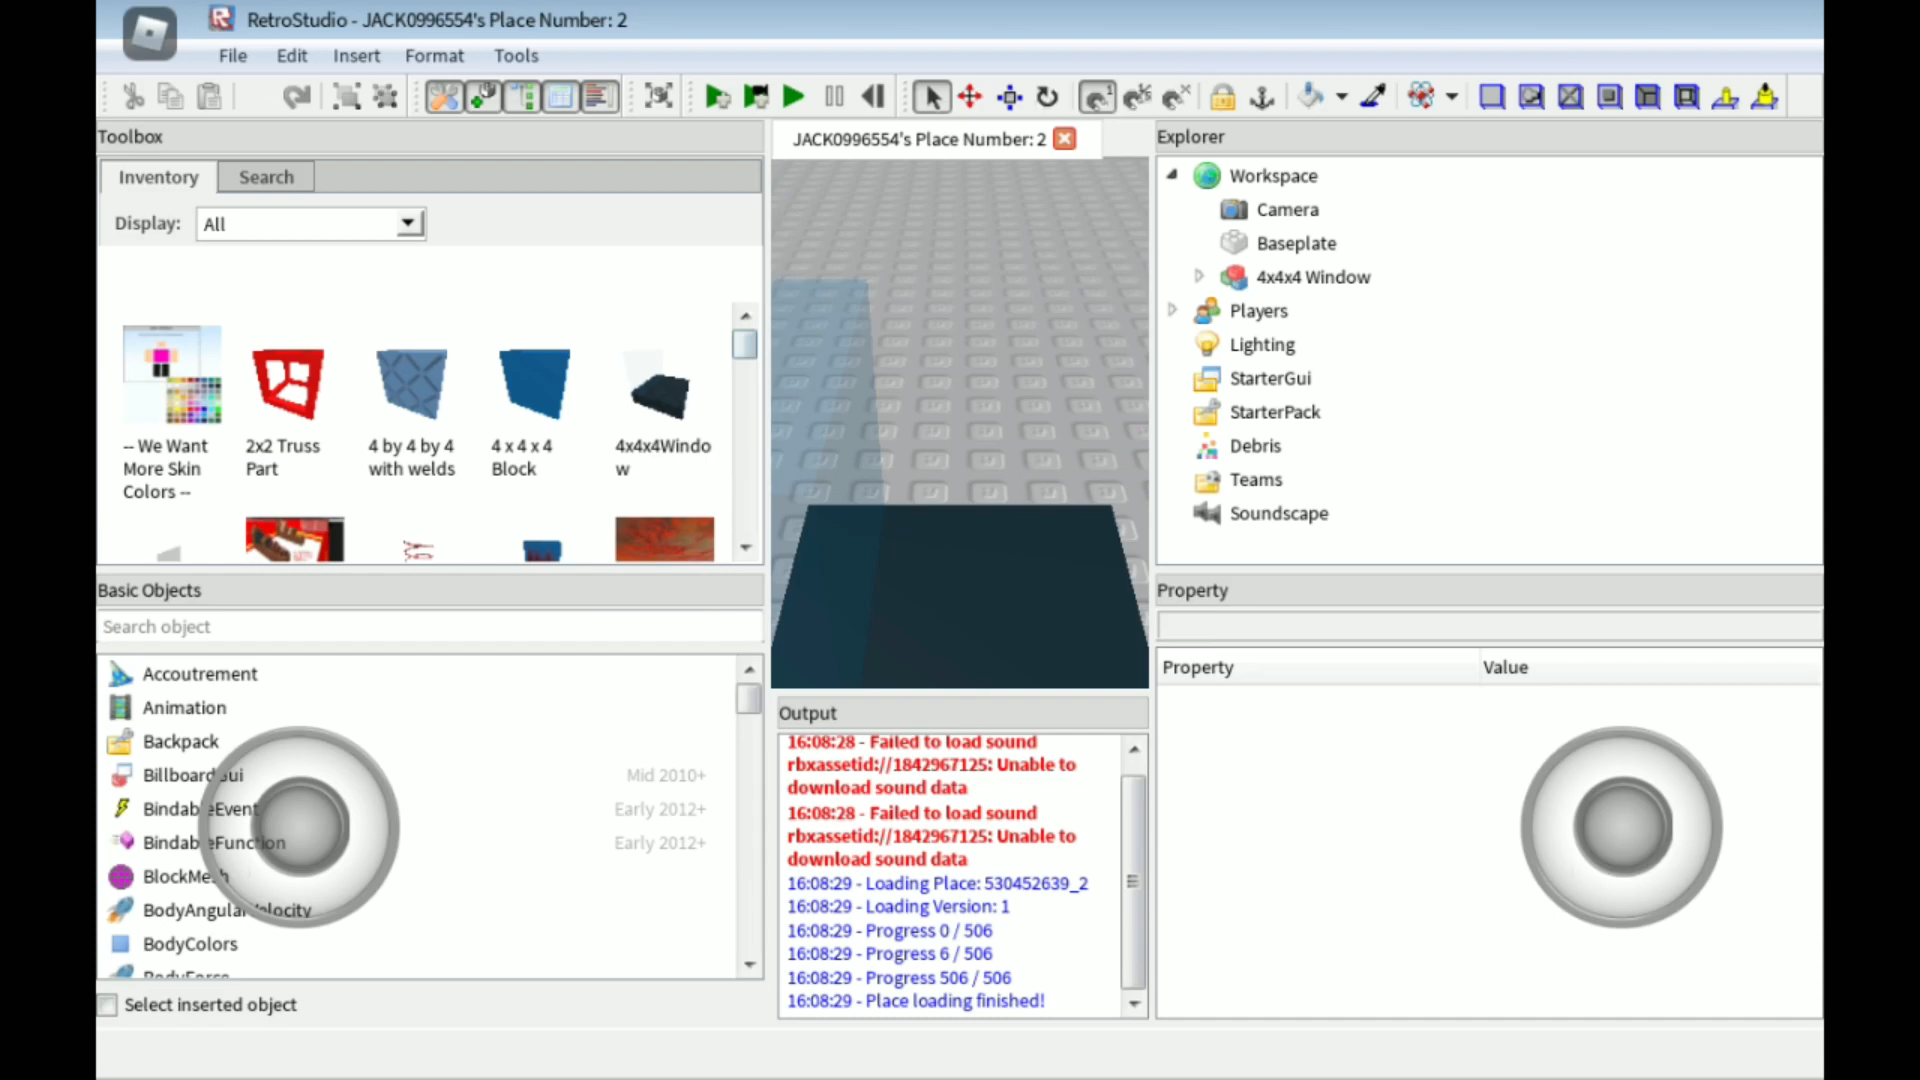 RetroStudio - JACK0996554's Place Number: 2
File Edit Insert Format Tools
Toolbox
Inventory Search
Display: All
-- We Want
More Skin
Colors --
2x2 Truss
Part
4 by 4 by 4
with welds
4 x 4 x 4
Block
4x4x4Windo
w
Basic Objects
Search object
Accoutrement
Animation
Backpack
BillboardGui Mid 2010+
BindableEvent Early 2012+
BindableFunction Early 2012+
BlockMesh
BodyAngularVelocity
BodyColors
BodyForce
Select inserted object
JACK0996554's Place Number: 2
Output
16:08:28 - Failed to load sound
rbxassetid://1842967125: Unable to
download sound data
16:08:28 - Failed to load sound
rbxassetid://1842967125: Unable to
download sound data
16:08:29 - Loading Place: 530452639_2
16:08:29 - Loading Version: 1
16:08:29 - Progress 0 / 506
16:08:29 - Progress 6 / 506
16:08:29 - Progress 506 / 506
16:08:29 - Place loading finished!
Explorer
Workspace
Camera
Baseplate
4x4x4 Window
Players
Lighting
StarterGui
StarterPack
Debris
Teams
Soundscape
Property
Property Value